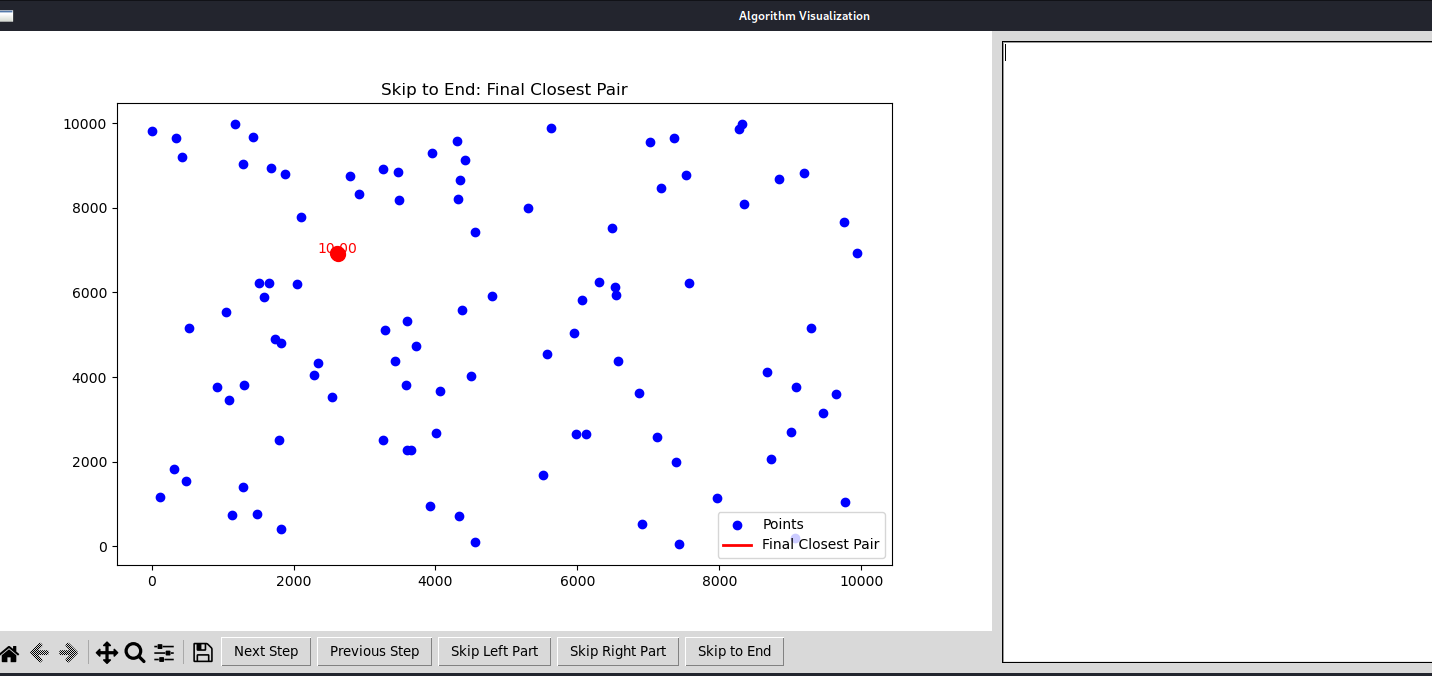 Algorithm Visualization
Skip to End: Final Closest Pair
10000
8000
6000
4000
2000
0
10.00
0 2000 4000 6000 8000 10000
Points
Final Closest Pair
Next Step Previous Step Skip Left Part Skip Right Part Skip to End